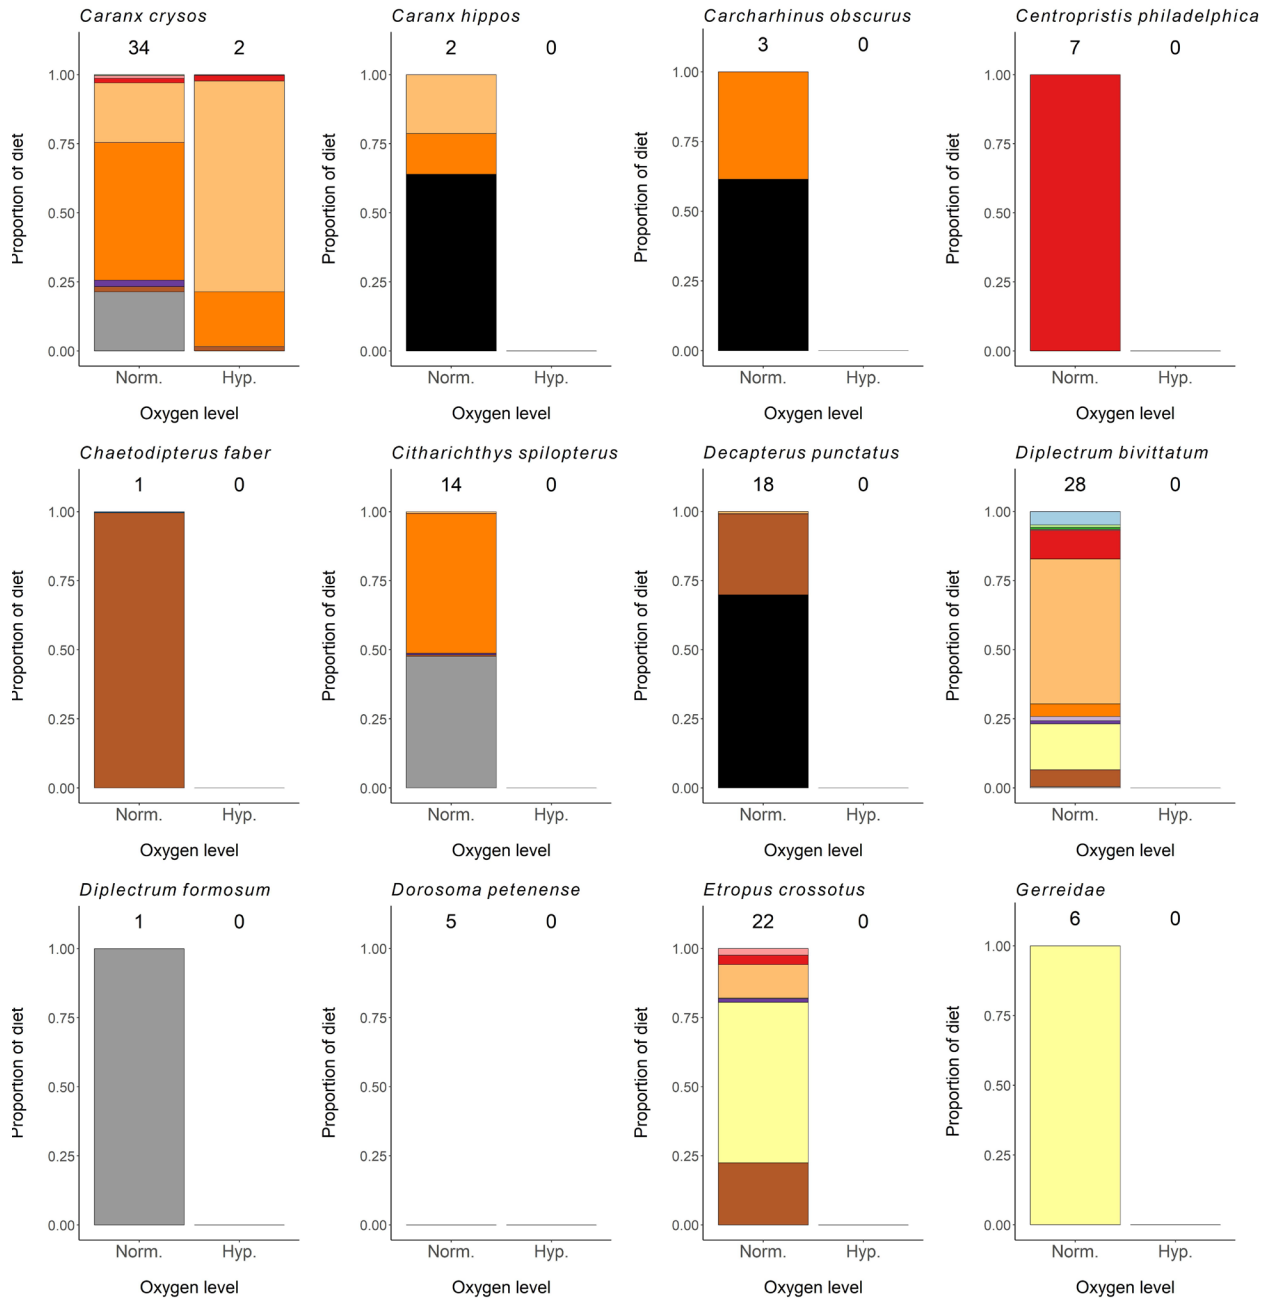 Caranx crysos
34 2
1.00
0.75
0.50
0.25
0.00
Proportion of diet
Norm. Hyp.
Oxygen level
Caranx hippos
2 0
1.00
0.75
0.50
0.25
0.00
Proportion of diet
Norm. Hyp.
Oxygen level
Carcharhinus obscurus
3 0
1.00
0.75
0.50
0.25
0.00
Proportion of diet
Norm. Hyp.
Oxygen level
Centropristis philadelphica
7 0
1.00
0.75
0.50
0.25
0.00
Proportion of diet
Norm. Hyp.
Oxygen level
Chaetodipterus faber
1 0
1.00
0.75
0.50
0.25
0.00
Proportion of diet
Norm. Hyp.
Oxygen level
Citharichthys spilopterus
14 0
1.00
0.75
0.50
0.25
0.00
Proportion of diet
Norm. Hyp.
Oxygen level
Decapterus punctatus
18 0
1.00
0.75
0.50
0.25
0.00
Proportion of diet
Norm. Hyp.
Oxygen level
Diplectrum bivittatum
28 0
1.00
0.75
0.50
0.25
0.00
Proportion of diet
Norm. Hyp.
Oxygen level
Diplectrum formosum
1 0
1.00
0.75
0.50
0.25
0.00
Proportion of diet
Norm. Hyp.
Oxygen level
Dorosoma petenense
5 0
1.00
0.75
0.50
0.25
0.00
Proportion of diet
Norm. Hyp.
Oxygen level
Etropus crossotus
22 0
1.00
0.75
0.50
0.25
0.00
Proportion of diet
Norm. Hyp.
Oxygen level
Gerreidae
6 0
1.00
0.75
0.50
0.25
0.00
Proportion of diet
Norm. Hyp.
Oxygen level